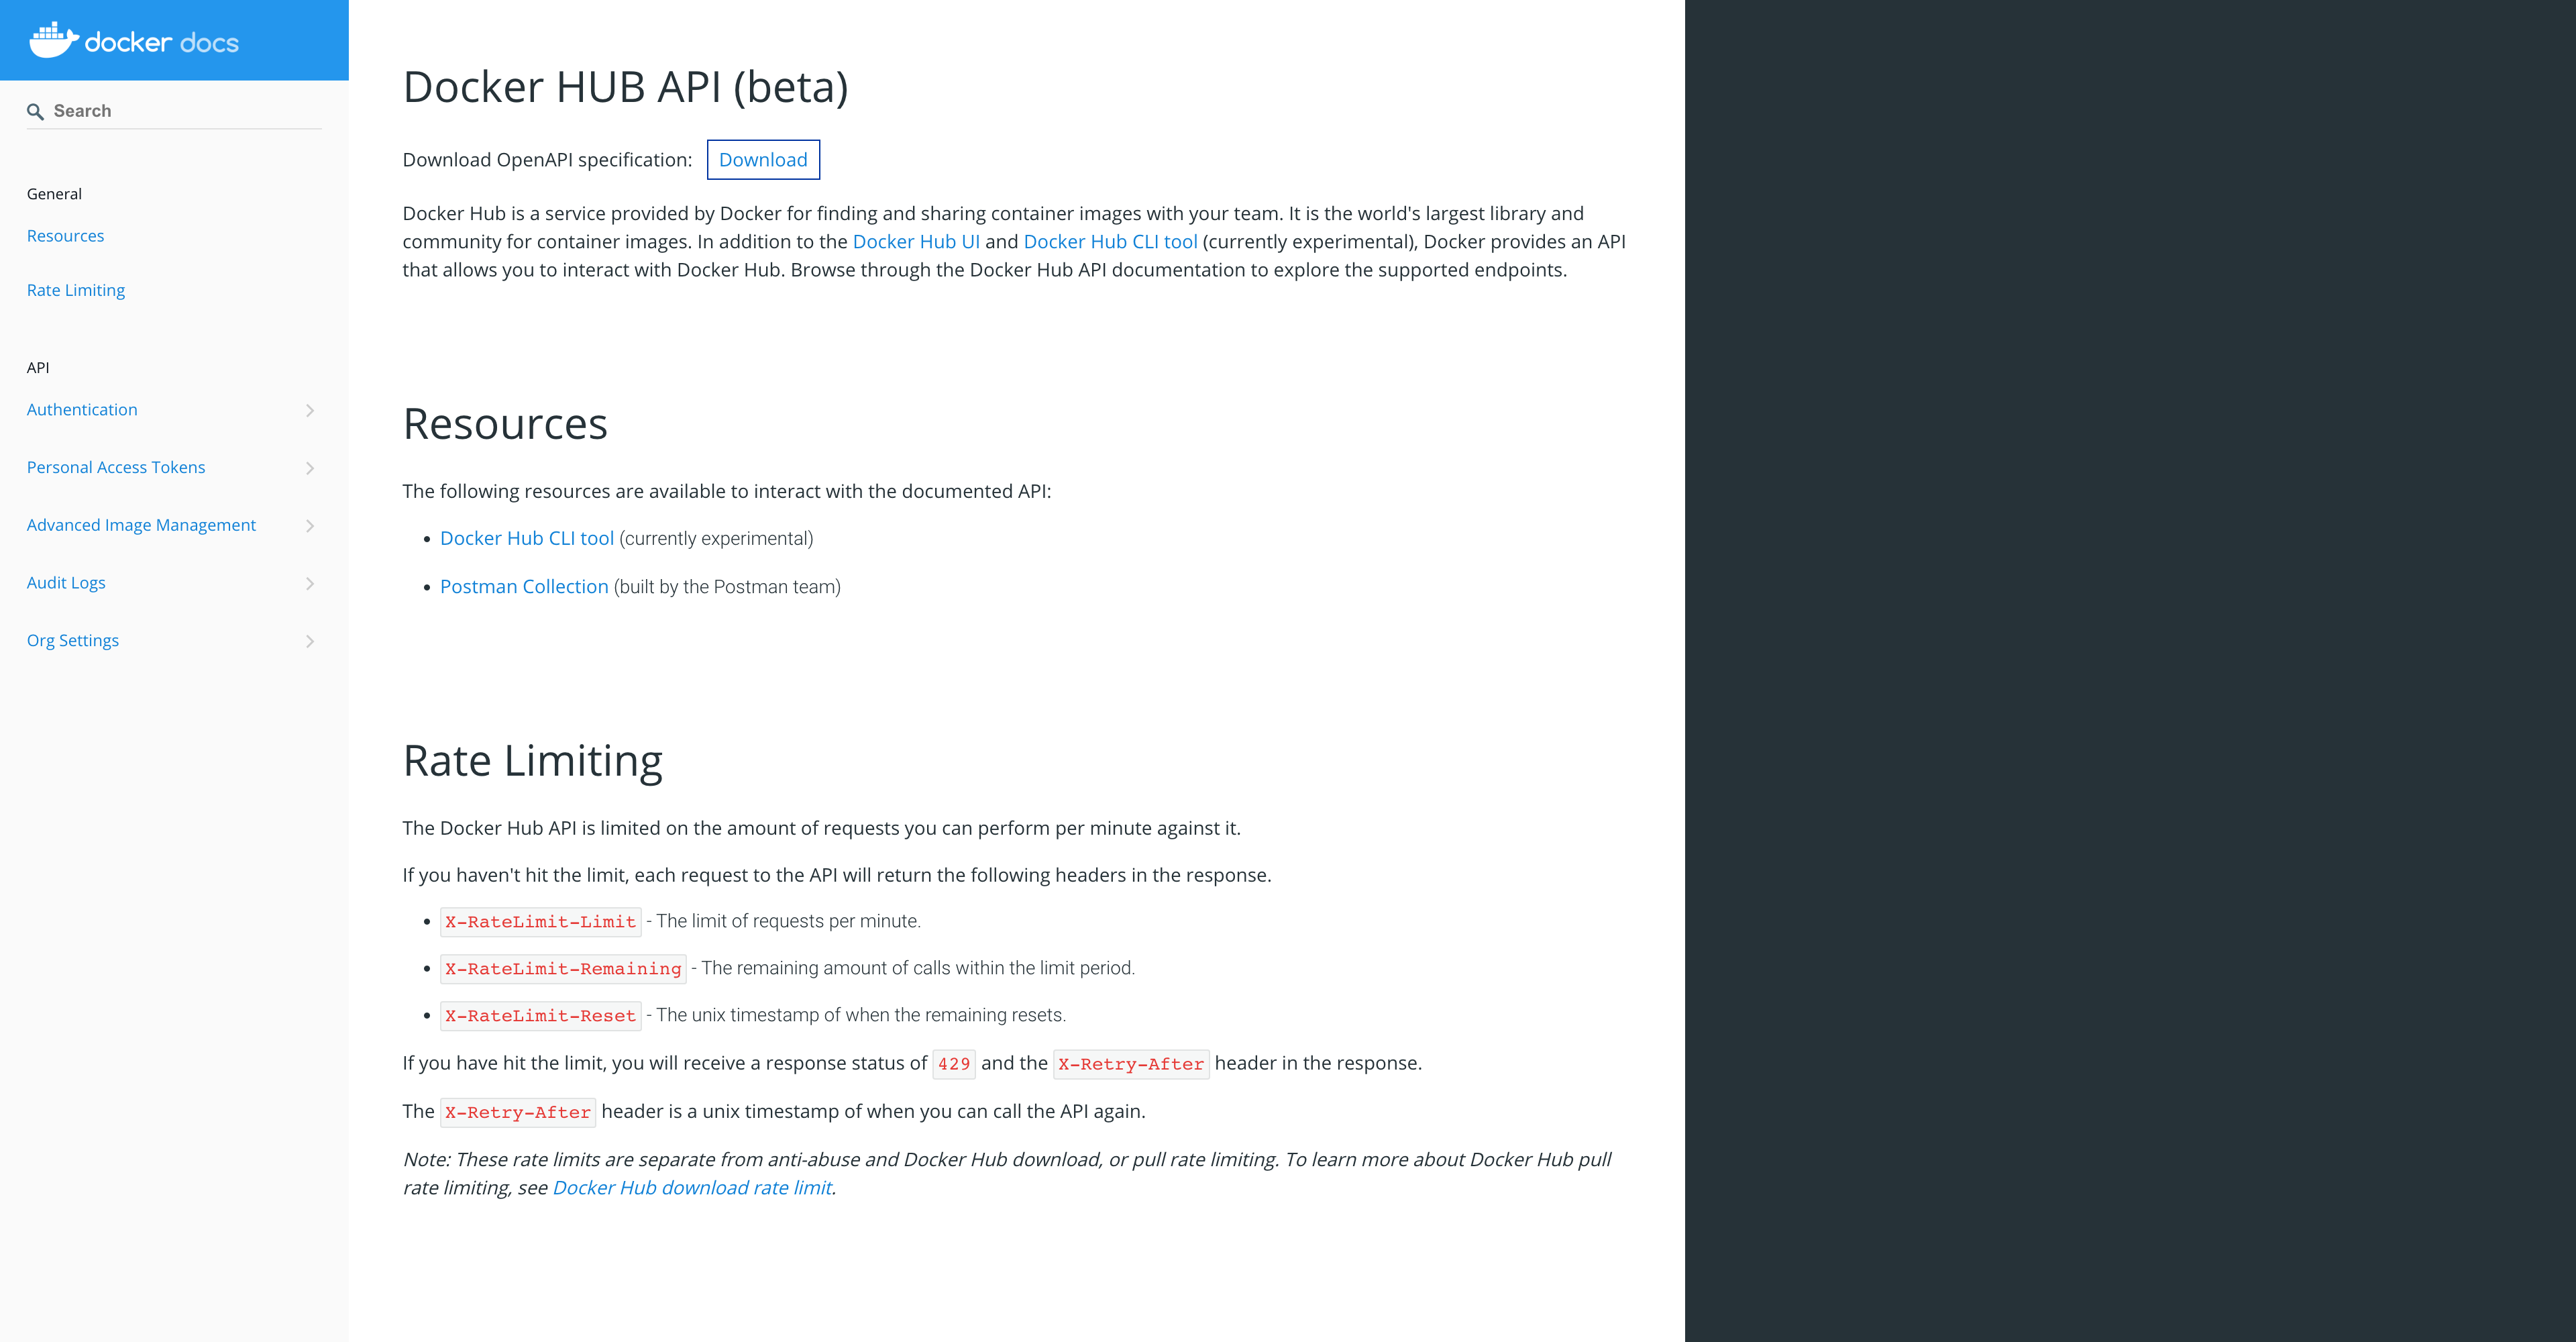 docker docs
Search
General
Resources
Rate Limiting
API
Authentication
Personal Access Tokens
Advanced Image Management
Audit Logs
Org Settings
Docker HUB API (beta)
Download OpenAPI specification: Download
Docker Hub is a service provided by Docker for finding and sharing container images with your team. It is the world's largest library and
community for container images. In addition to the Docker Hub UI and Docker Hub CLI tool (currently experimental), Docker provides an API
that allows you to interact with Docker Hub. Browse through the Docker Hub API documentation to explore the supported endpoints.
Resources
The following resources are available to interact with the documented API:
• Docker Hub CLI tool (currently experimental)
• Postman Collection (built by the Postman team)
Rate Limiting
The Docker Hub API is limited on the amount of requests you can perform per minute against it.
If you haven't hit the limit, each request to the API will return the following headers in the response.
• X-RateLimit-Limit - The limit of requests per minute.
• X-RateLimit-Remaining - The remaining amount of calls within the limit period.
• X-RateLimit-Reset - The unix timestamp of when the remaining resets.
If you have hit the limit, you will receive a response status of 429 and the X-Retry-After header in the response.
The X-Retry-After header is a unix timestamp of when you can call the API again.
Note: These rate limits are separate from anti-abuse and Docker Hub download, or pull rate limiting. To learn more about Docker Hub pull
rate limiting, see Docker Hub download rate limit.